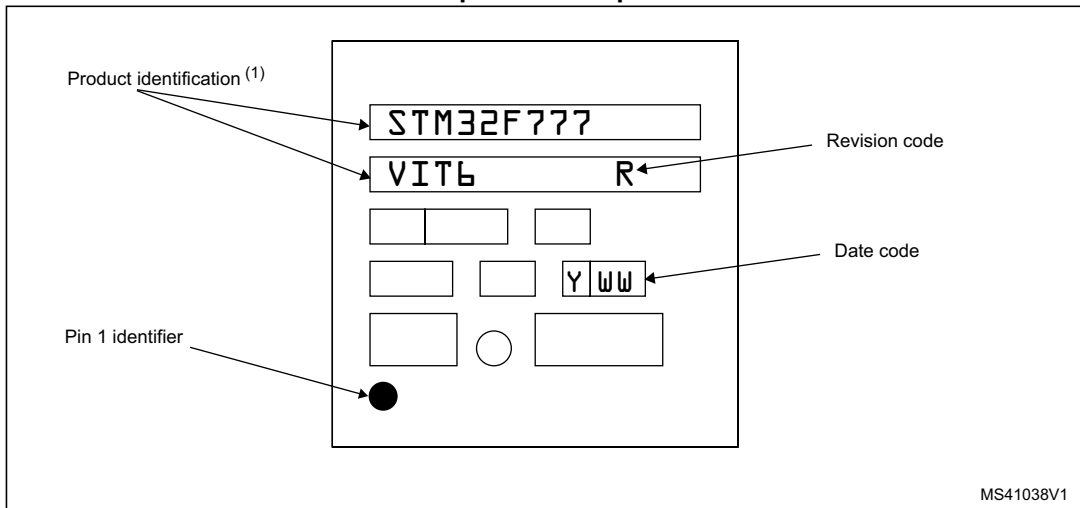 Product identification (1)
STM32F777
Revision code
VIT6 R
Date code
Y WW
Pin 1 identifier
MS41038V1